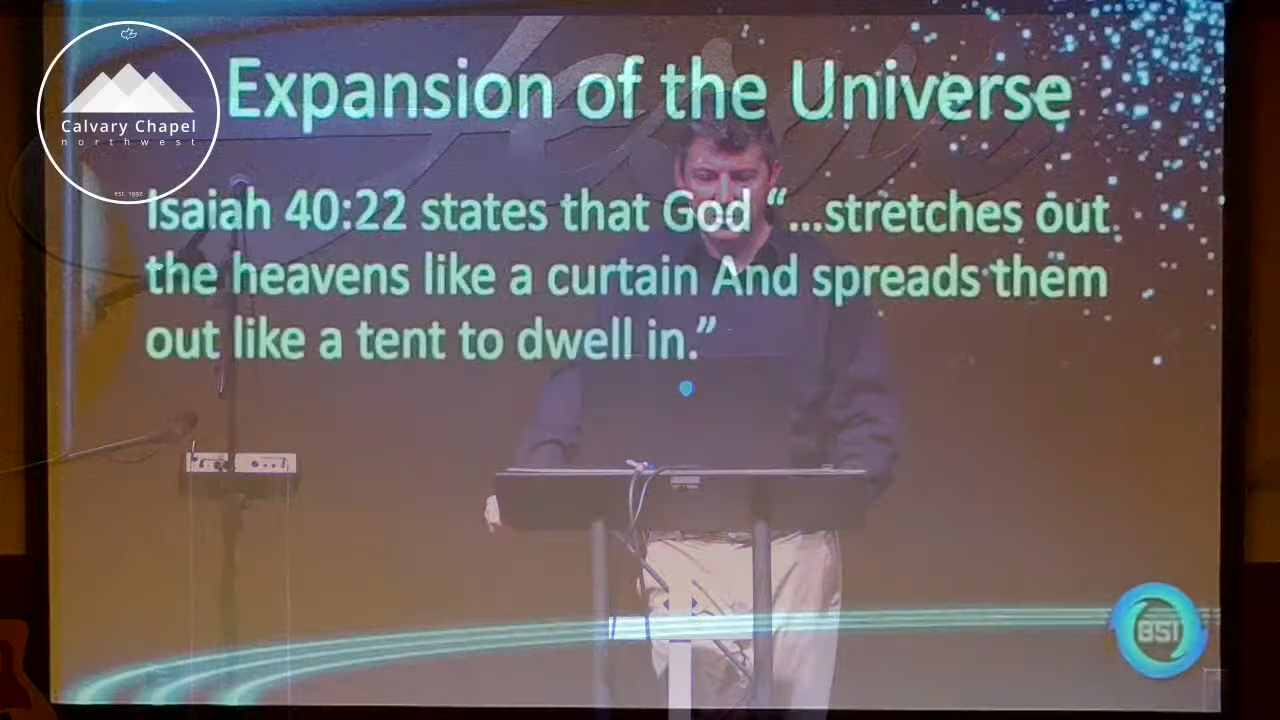 Expansion of the Universe
Calvary Chapel
northwest
est. 1992
Isaiah 40:22 states that God “...stretches out
the heavens like a curtain And spreads them
out like a tent to dwell in.”
BSI